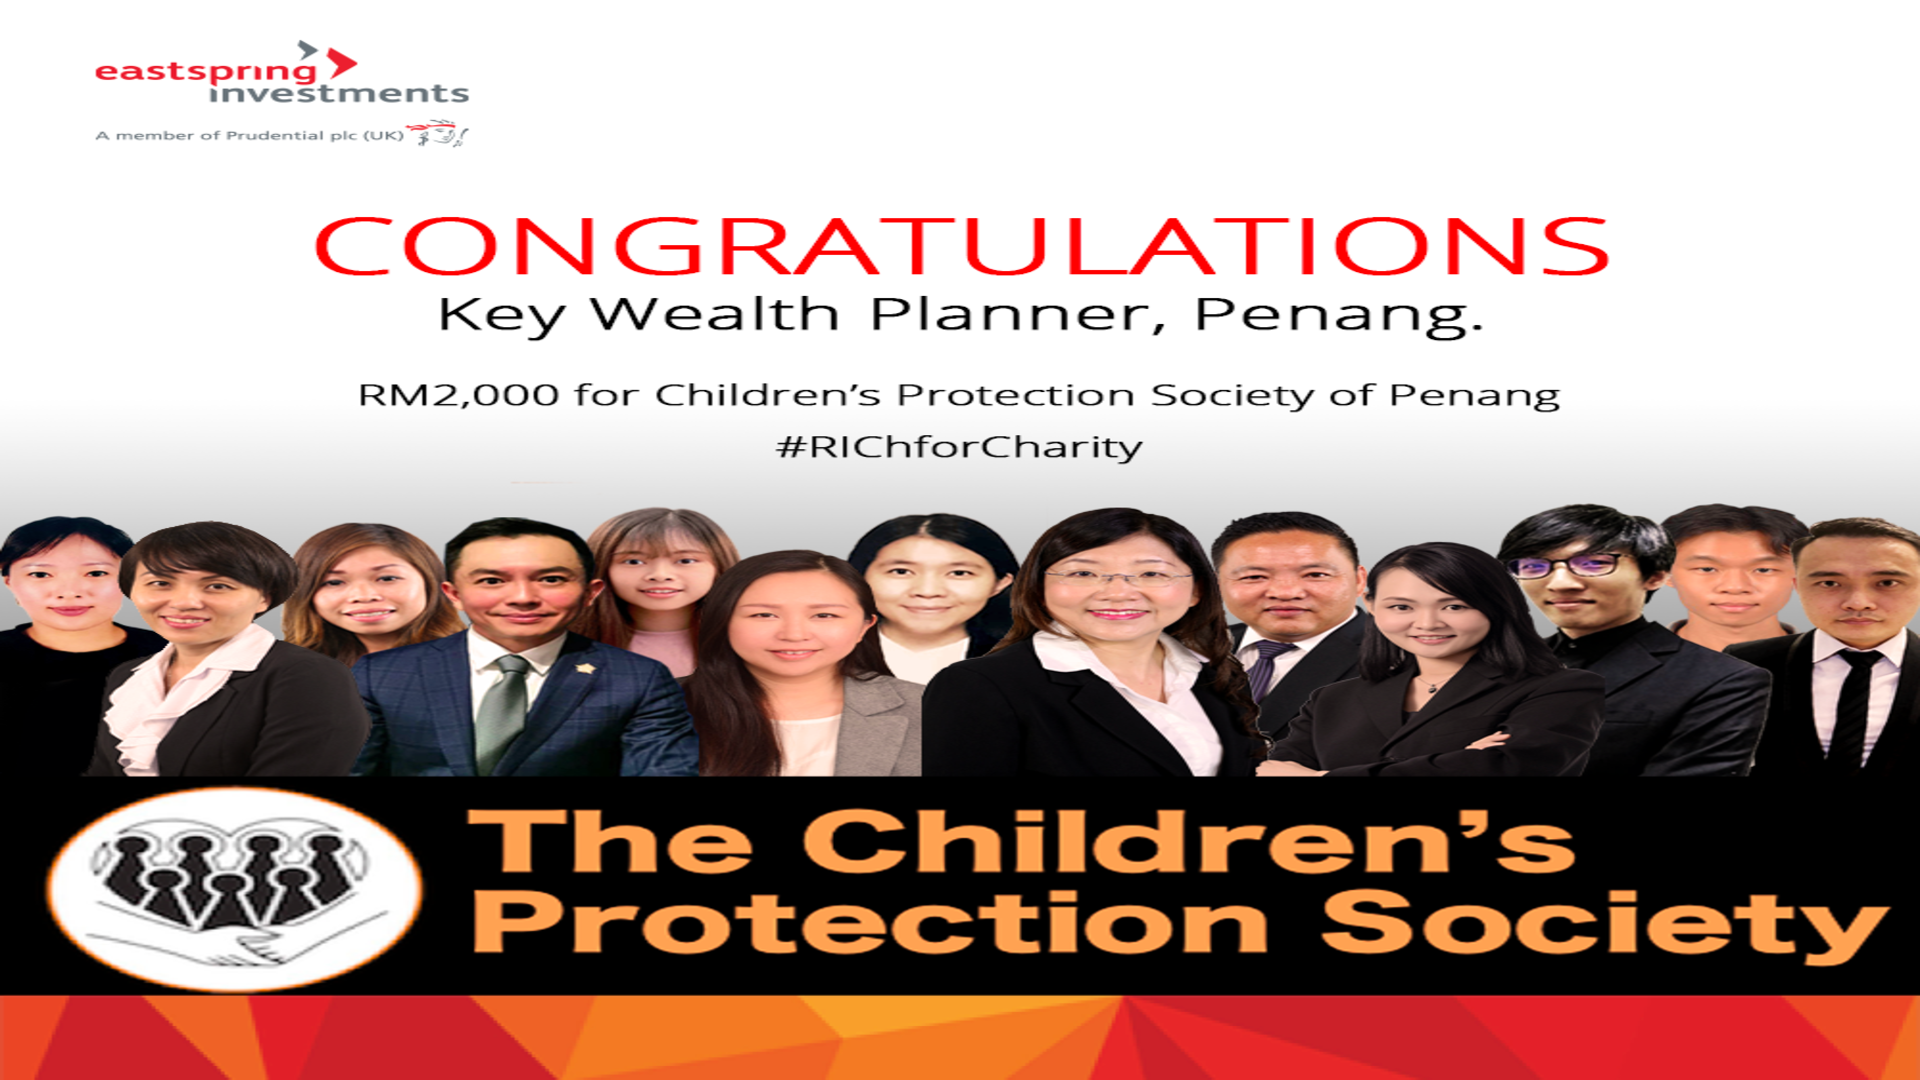 eastspring
investments
A member of Prudential plc (UK)
CONGRATULATIONS
Key Wealth Planner, Penang.
RM2,000 for Children’s Protection Society of Penang
#RIChforCharity
The Children’s
Protection Society